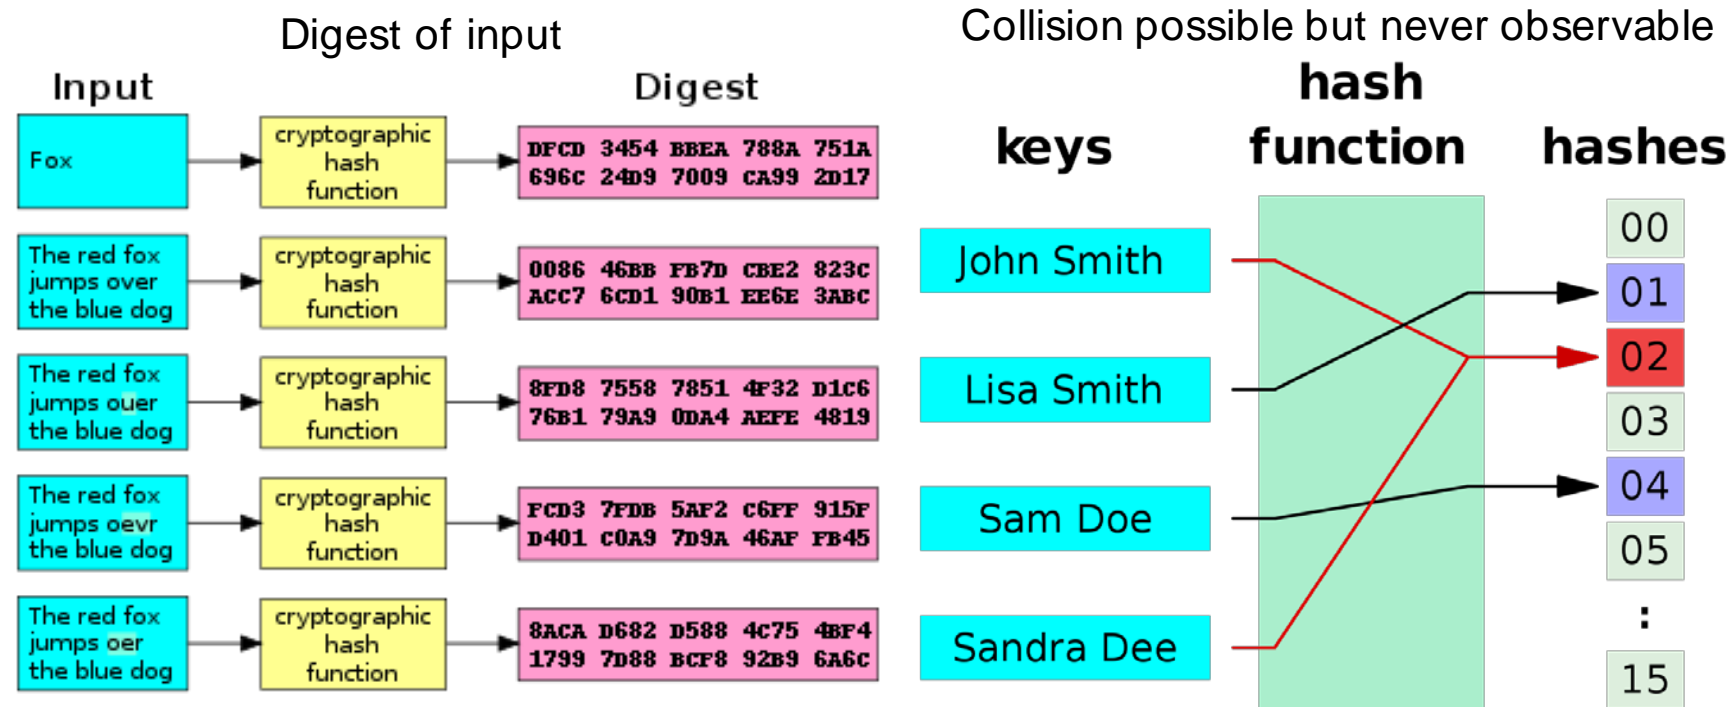 Digest of input
Input
Digest
Fox
cryptographic
hash
function
DFCD 3454 BBEA 788A 751A
696C 24D9 7009 CA99 2D17
The red fox
jumps over
the blue dog
cryptographic
hash
function
0086 46BB FB7D CBE2 823C
ACC7 6CD1 90B1 EE6E 3ABC
The red fox
jumps ouer
the blue dog
cryptographic
hash
function
8FD8 7558 7851 4F32 D1C6
76B1 79A9 0DA4 AEFE 4819
The red fox
jumps oevr
the blue dog
cryptographic
hash
function
FCD3 7FDB 5AF2 C6FF 915F
D401 C0A9 7D9A 46AF FB45
The red fox
jumps oer
the blue dog
cryptographic
hash
function
8ACA D682 D588 4C75 4BF4
1799 7D88 BCF8 92B9 6A6C
Collision possible but never observable
keys
hash
function
hashes
John Smith
Lisa Smith
Sam Doe
Sandra Dee
00
01
02
03
04
05
:
15